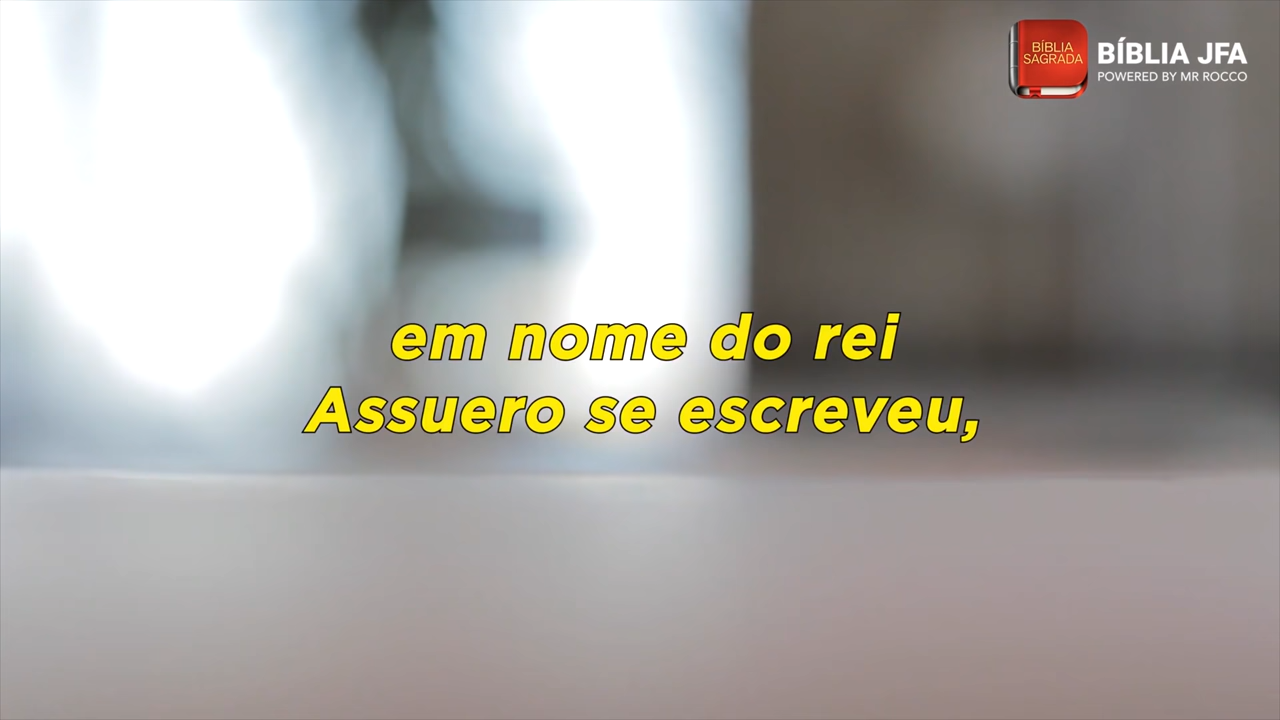 BÍBLIA
SAGRADA
BÍBLIA JFA
POWERED BY MR ROCCO
em nome do rei
Assuero se escreveu,